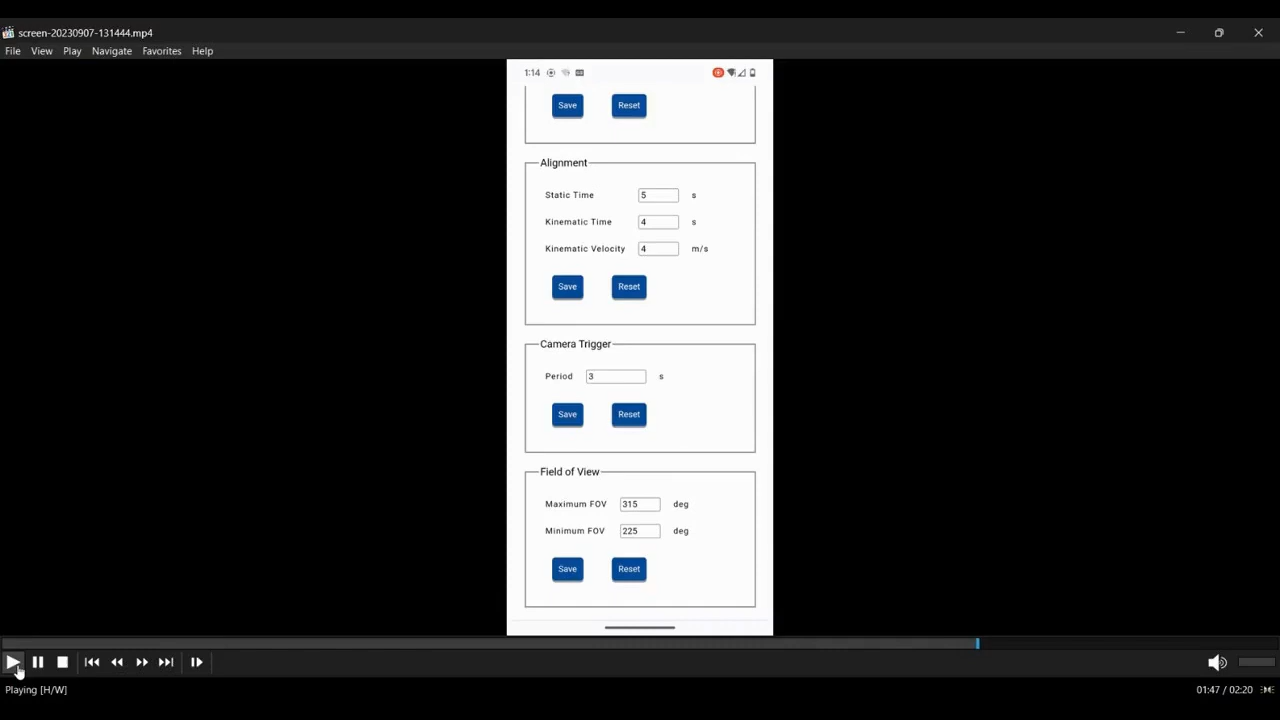 screen-20230907-131444.mp4
File View Play Navigate Favorites Help
1:14
Save Reset
Alignment
Static Time 5 s
Kinematic Time 4 s
Kinematic Velocity 4 m/s
Save Reset
Camera Trigger
Period 3 s
Save Reset
Field of View
Maximum FOV 315 deg
Minimum FOV 225 deg
Save Reset
Playing [H/W] 01:47 / 02:20